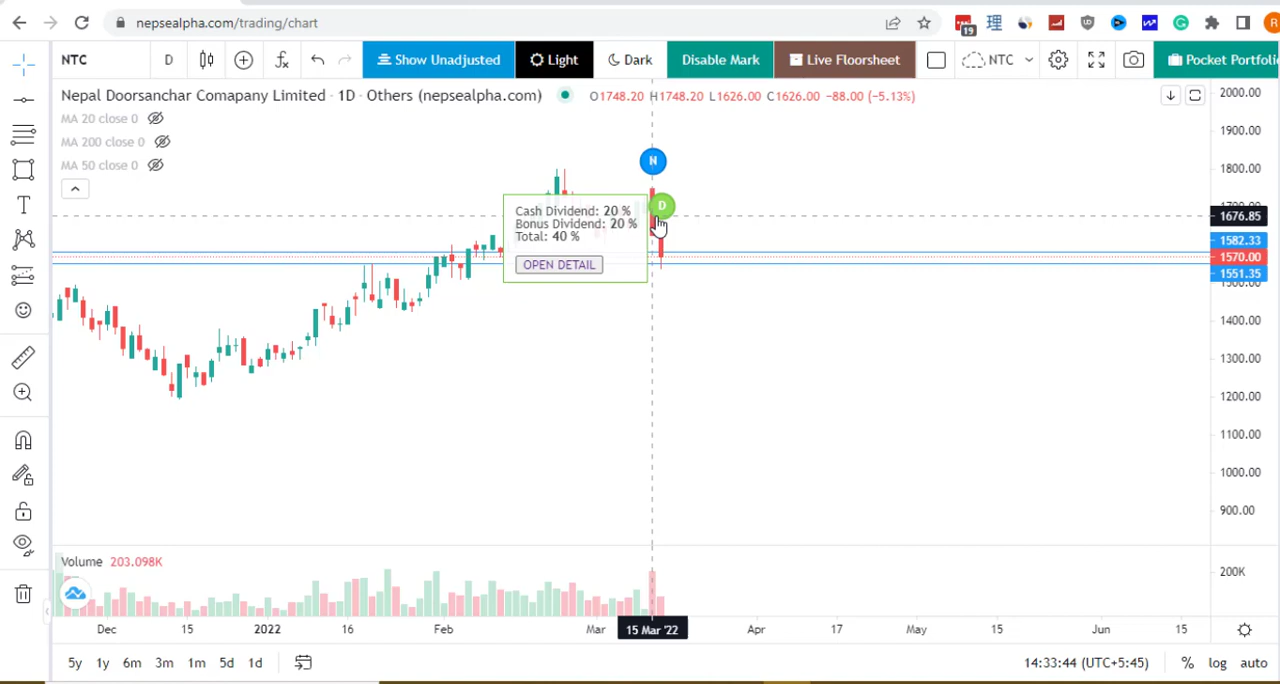 nepsealpha.com/trading/chart
19
理
R
NTC
D
Show Unadjusted
Light
Dark
Disable Mark
Live Floorsheet
NTC
Pocket Portfoli
Nepal Doorsanchar Comapany Limited · 1D · Others (nepsealpha.com)
O1748.20 H1748.20 L1626.00 C1626.00 −88.00 (−5.13%)
MA 20 close 0
MA 200 close 0
MA 50 close 0
N
D
Cash Dividend: 20 %
Bonus Dividend: 20 %
Total: 40 %
OPEN DETAIL
2000.00
1900.00
1800.00
1676.85
1582.33
1570.00
1551.35
1400.00
1300.00
1200.00
1100.00
1000.00
900.00
Volume 203.098K
200K
Dec
15
2022
16
Feb
Mar
15 Mar '22
Apr
17
May
15
Jun
15
5y
1y
6m
3m
1m
5d
1d
14:33:44 (UTC+5:45)
%
log
auto